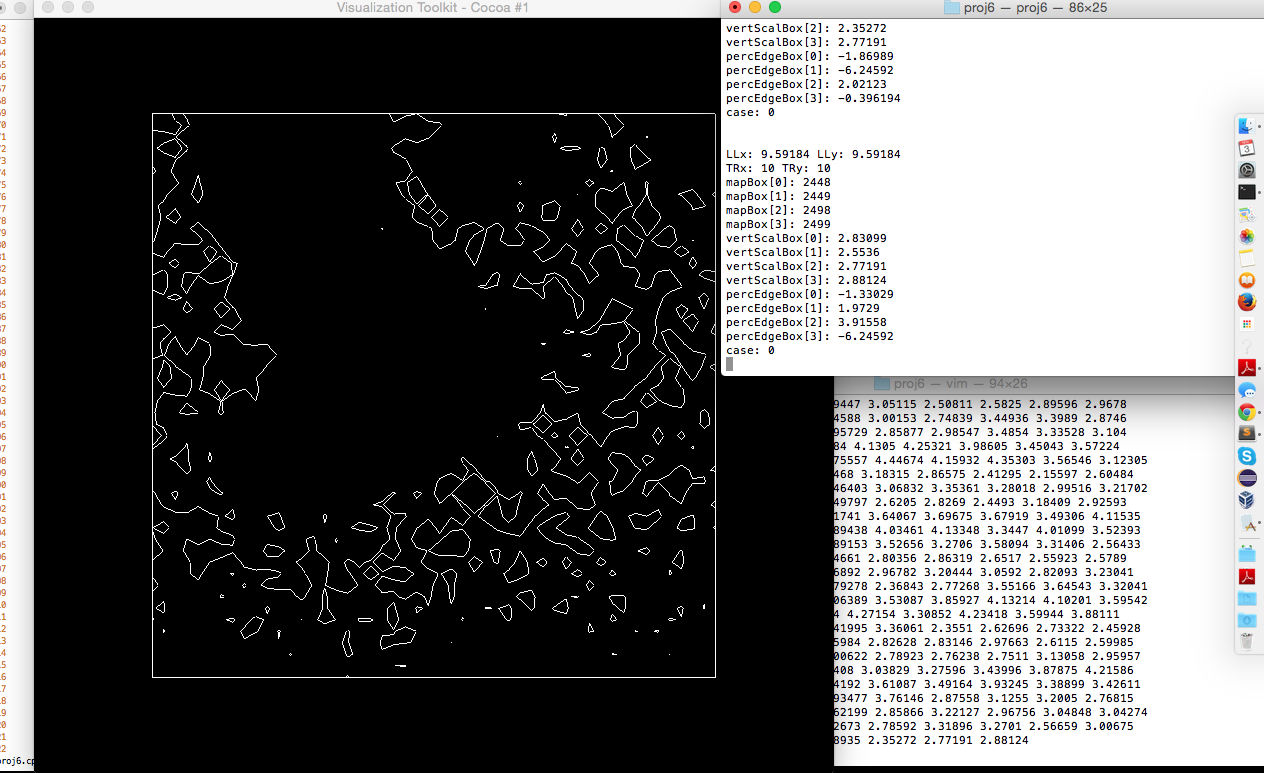 Visualization Toolkit - Cocoa #1
proj6 — proj6 — 86×25
vertScalBox[2]: 2.35272
vertScalBox[3]: 2.77191
percEdgeBox[0]: -1.86989
percEdgeBox[1]: -6.24592
percEdgeBox[2]: 2.02123
percEdgeBox[3]: -0.396194
case: 0
LLx: 9.59184 LLy: 9.59184
TRx: 10 TRy: 10
mapBox[0]: 2448
mapBox[1]: 2449
mapBox[2]: 2498
mapBox[3]: 2499
vertScalBox[0]: 2.83099
vertScalBox[1]: 2.5536
vertScalBox[2]: 2.77191
vertScalBox[3]: 2.88124
percEdgeBox[0]: -1.33029
percEdgeBox[1]: 1.9729
percEdgeBox[2]: 3.91558
percEdgeBox[3]: -6.24592
case: 0
proj6 — vim — 94×26
9447 3.05115 2.50811 2.5825 2.89596 2.9678
4588 3.00153 2.74839 3.44936 3.3989 2.8746
95729 2.85877 2.98547 3.4854 3.33528 3.104
84 4.1305 4.25321 3.98605 3.45043 3.57224
75557 4.44674 4.15932 4.35303 3.56546 3.12305
468 3.18315 2.86575 2.41295 2.15597 2.60484
46403 3.06832 3.35361 3.28018 2.99516 3.21702
49797 2.6205 2.8269 2.4493 3.18409 2.92593
1741 3.64067 3.69675 3.67919 3.49306 4.11535
89438 4.03461 4.13348 3.3447 4.01099 3.52393
89153 3.52656 3.2706 3.58094 3.31406 2.56433
4661 2.80356 2.86319 2.6517 2.55923 2.5789
6892 2.96782 3.20444 3.0592 2.82093 3.23041
79278 2.36843 2.77268 3.55166 3.64543 3.32041
06389 3.53087 3.85927 4.13214 4.10201 3.59542
4 4.27154 3.30852 4.23418 3.59944 3.88111
41995 3.36061 2.3551 2.62696 2.73322 2.45928
5984 2.82628 2.83146 2.97663 2.6115 2.59985
00622 2.78923 2.76238 2.7511 3.13058 2.95957
408 3.03829 3.27596 3.43996 3.87875 4.21586
4192 3.61087 3.49164 3.93245 3.38899 3.42611
93477 3.76146 2.87558 3.1255 3.2005 2.76815
62199 2.85866 3.22127 2.96756 3.04848 3.04274
2673 2.78592 3.31896 3.2701 2.56659 3.00675
8935 2.35272 2.77191 2.88124